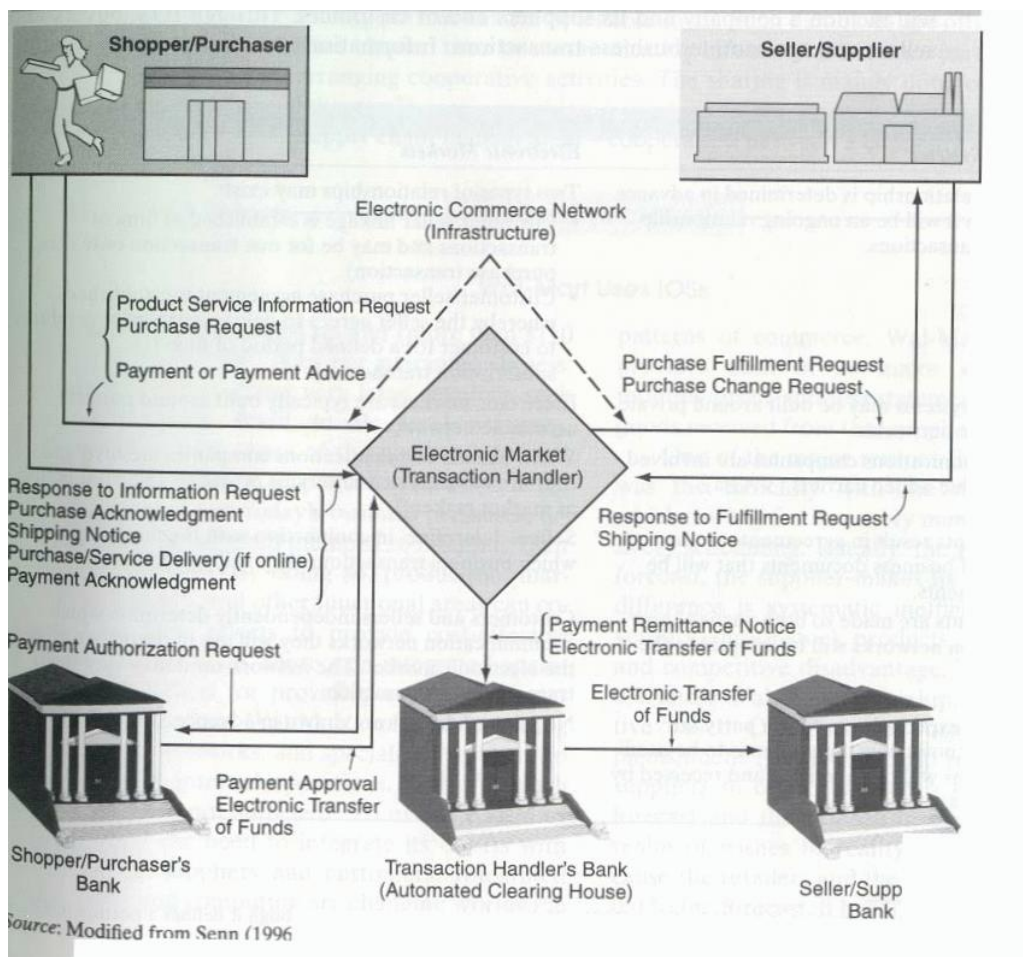 Shopper/Purchaser
Seller/Supplier
Electronic Commerce Network
(Infrastructure)
Product Service Information Request
Purchase Request
Payment or Payment Advice
Purchase Fulfillment Request
Purchase Change Request
Electronic Market
(Transaction Handler)
Response to Information Request
Purchase Acknowledgment
Shipping Notice
Purchase/Service Delivery (if online)
Payment Acknowledgment
Response to Fulfillment Request
Shipping Notice
Payment Remittance Notice
Electronic Transfer of Funds
Payment Authorization Request
Electronic Transfer
of Funds
Payment Approval
Electronic Transfer
of Funds
Shopper/Purchaser's
Bank
Transaction Handler's Bank
(Automated Clearing House)
Seller/Supp
Bank
Source: Modified from Senn (1996